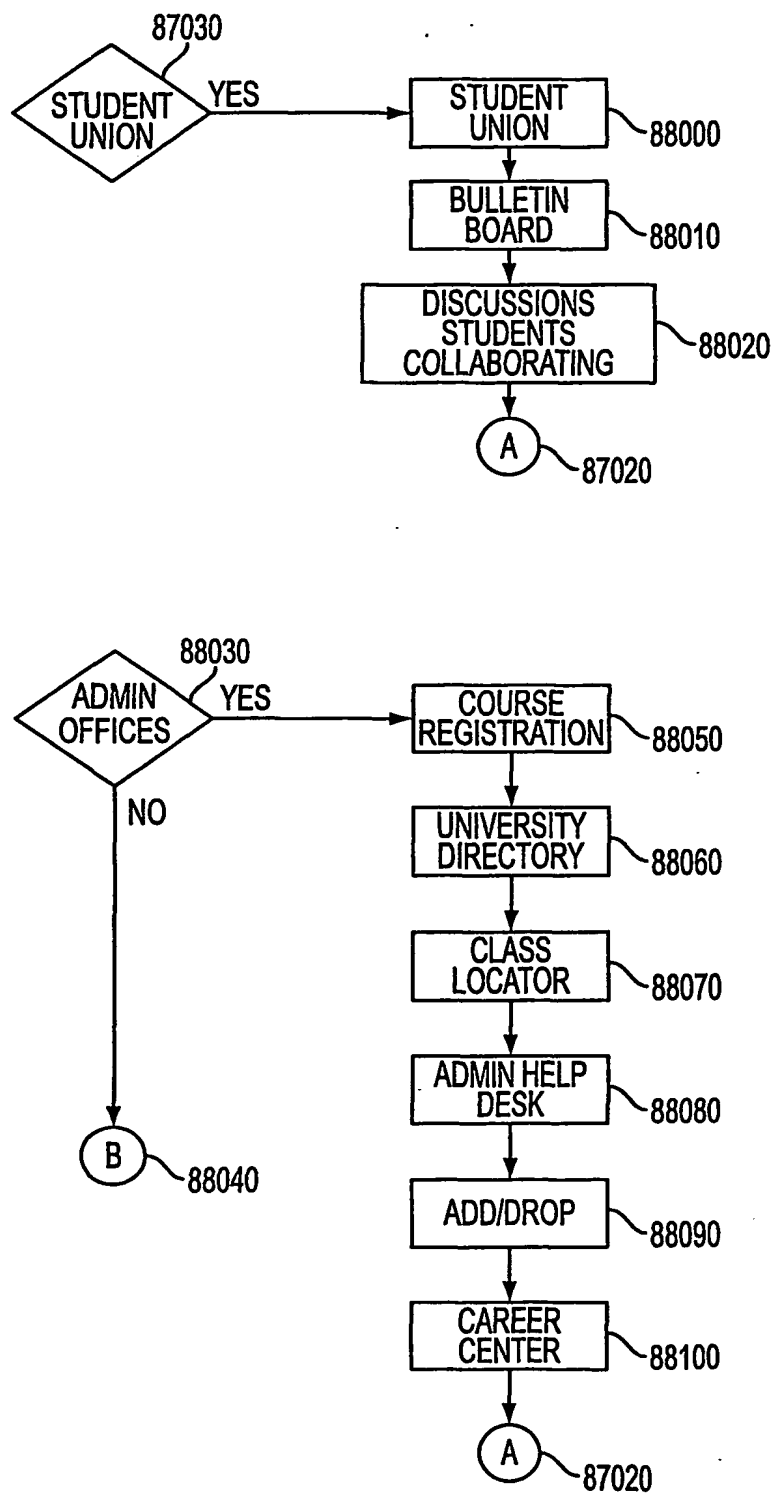 87030
STUDENT
UNION
YES
STUDENT
UNION
88000
BULLETIN
BOARD
88010
DISCUSSIONS
STUDENTS
COLLABORATING
88020
A
87020
88030
ADMIN
OFFICES
YES
NO
B
88040
COURSE
REGISTRATION
88050
UNIVERSITY
DIRECTORY
88060
CLASS
LOCATOR
88070
ADMIN HELP
DESK
88080
ADD/DROP
88090
CAREER
CENTER
88100
A
87020